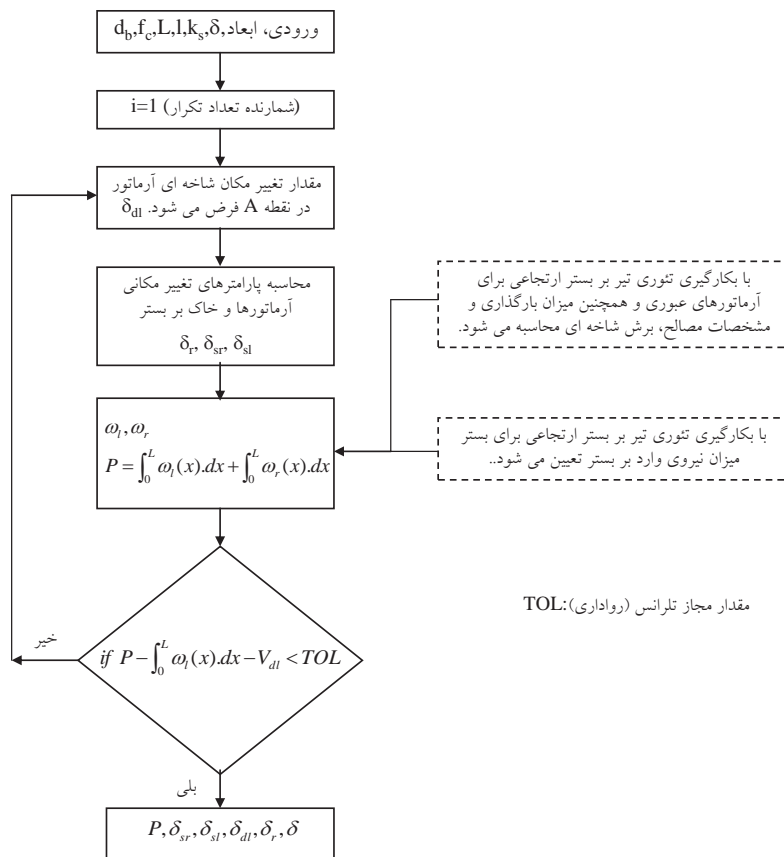 ورودی، ابعاد,d_b,f_c,L,l,k_s,δ
(شمارنده تعداد تکرار) i=1
مقدار تغییر مکان شاخه ای آرماتور
در نقطه A فرض می شود. δ_dl
محاسبه پارامترهای تغییر مکانی
آرماتورها و خاک بر بستر
δ_r, δ_sr, δ_sl
با بکارگیری تئوری تیر بر بستر ارتجاعی برای
آرماتورهای عبوری و همچنین میزان بارگذاری و
مشخصات مصالح، برش شاخه ای محاسبه می شود.
ω_l, ω_r
P = ∫_0^L ω_l(x).dx + ∫_0^L ω_r(x).dx
با بکارگیری تئوری تیر بر بستر ارتجاعی برای بستر
میزان نیروی وارد بر بستر تعیین می شود..
مقدار مجاز تلرانس (رواداری):TOL
خیر
if P − ∫_0^L ω_l(x).dx − V_dl < TOL
بلی
P, δ_sr, δ_sl, δ_dl, δ_r, δ